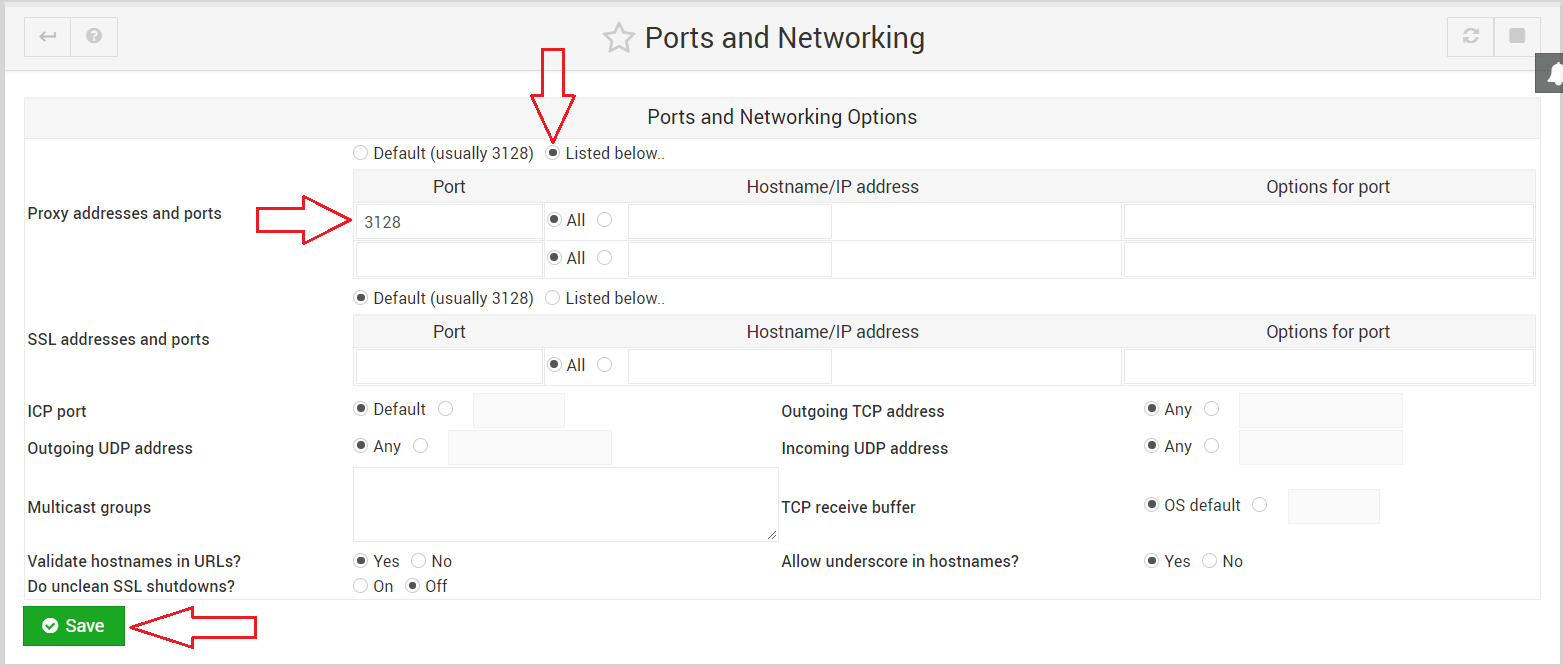 Ports and Networking
Ports and Networking Options
Proxy addresses and ports
Default (usually 3128) Listed below..
Port Hostname/IP address Options for port
3128 All
All
SSL addresses and ports
Default (usually 3128) Listed below..
Port Hostname/IP address Options for port
All
ICP port Default Outgoing TCP address Any
Outgoing UDP address Any Incoming UDP address Any
Multicast groups TCP receive buffer OS default
Validate hostnames in URLs? Yes No Allow underscore in hostnames? Yes No
Do unclean SSL shutdowns? On Off
Save